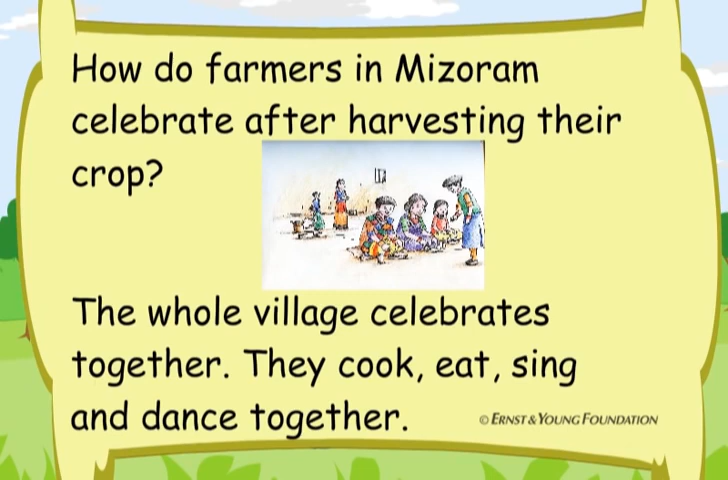 How do farmers in Mizoram
celebrate after harvesting their
crop?
The whole village celebrates
together. They cook, eat, sing
and dance together.
© ERNST & YOUNG FOUNDATION